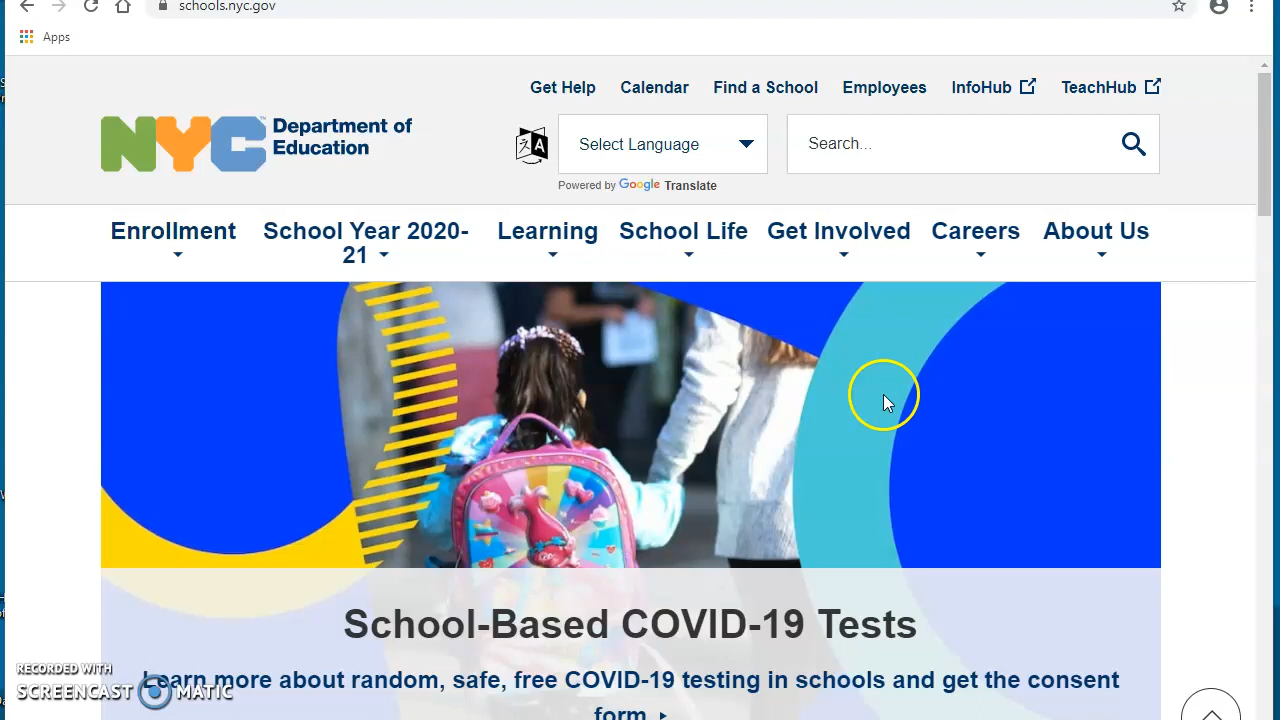 schools.nyc.gov
Apps
Get Help Calendar Find a School Employees InfoHub TeachHub
NYC Department of
Education
Select Language Search...
Powered by Google Translate
Enrollment School Year 2020-
21 Learning School Life Get Involved Careers About Us
School-Based COVID-19 Tests
Learn more about random, safe, free COVID-19 testing in schools and get the consent
form
RECORDED WITH
SCREENCAST MATIC